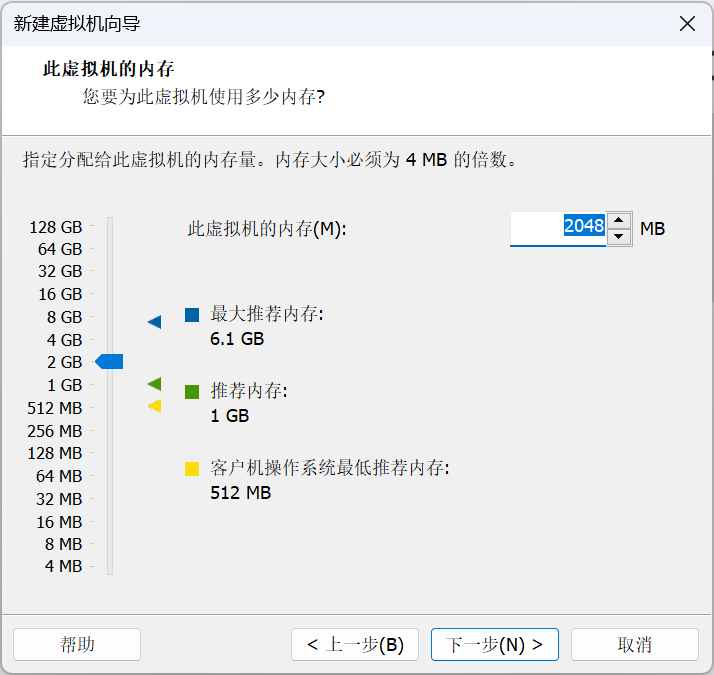 新建虚拟机向导
此虚拟机的内存
您要为此虚拟机使用多少内存?
指定分配给此虚拟机的内存量。内存大小必须为 4 MB 的倍数。
128 GB
64 GB
32 GB
16 GB
8 GB
4 GB
2 GB
1 GB
512 MB
256 MB
128 MB
64 MB
32 MB
16 MB
8 MB
4 MB
此虚拟机的内存(M): 2048 MB
最大推荐内存:
6.1 GB
推荐内存:
1 GB
客户机操作系统最低推荐内存:
512 MB
帮助 < 上一步(B) 下一步(N) > 取消